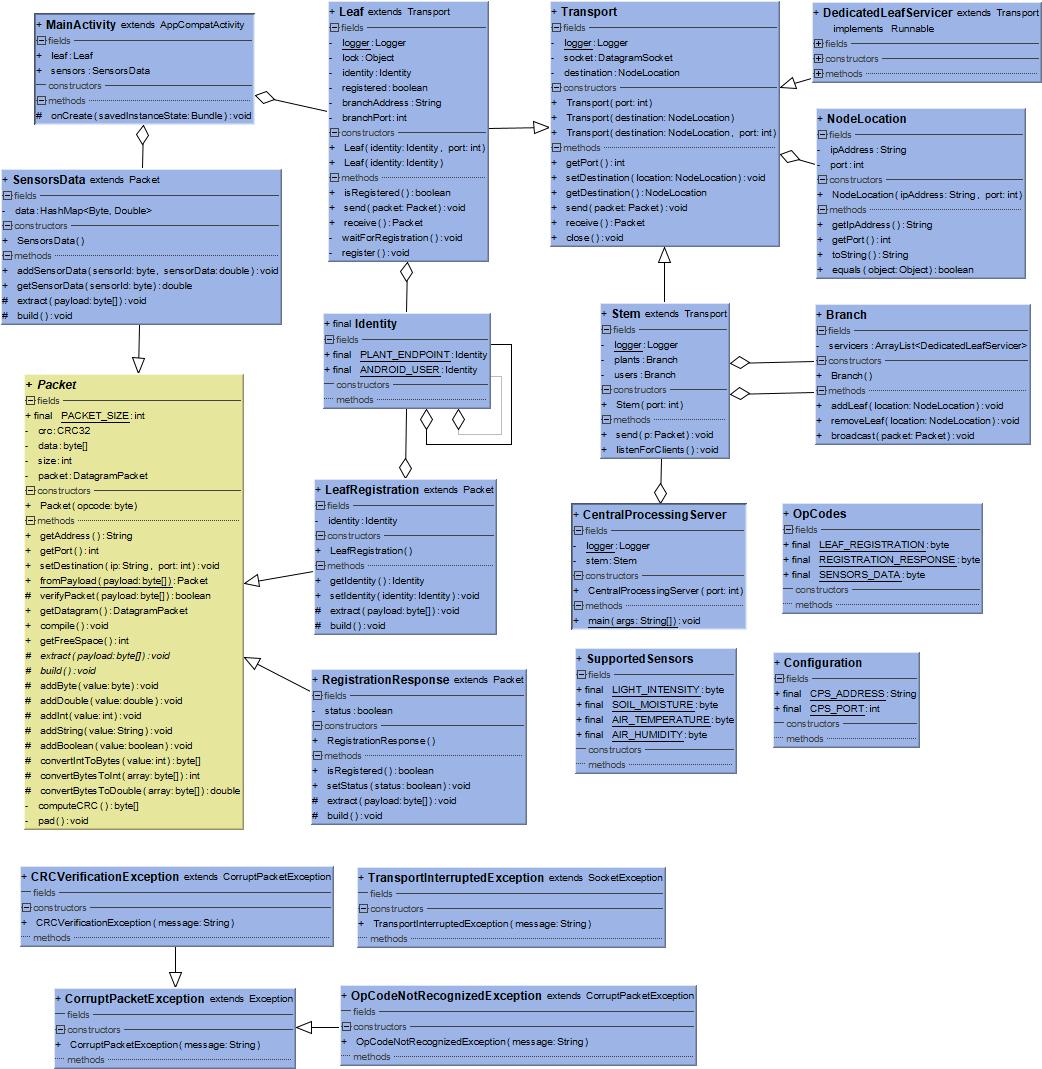 + MainActivity extends AppCompatActivity
fields
+ leaf : Leaf
+ sensors : SensorsData
constructors
methods
# onCreate ( savedInstanceState: Bundle ) : void
+ Leaf extends Transport
fields
- logger : Logger
- lock : Object
- identity : Identity
- registered : boolean
- branchAddress : String
- branchPort : int
constructors
+ Leaf ( identity: Identity , port: int )
+ Leaf ( identity: Identity )
methods
+ isRegistered ( ) : boolean
+ send ( packet: Packet ) : void
+ receive ( ) : Packet
- waitForRegistration ( ) : void
- register ( ) : void
+ Transport
fields
- logger : Logger
- socket : DatagramSocket
- destination : NodeLocation
constructors
+ Transport ( port: int )
+ Transport ( destination: NodeLocation )
+ Transport ( destination: NodeLocation , port: int )
methods
+ getPort ( ) : int
+ setDestination ( location: NodeLocation ) : void
+ getDestination ( ) : NodeLocation
+ send ( packet: Packet ) : void
+ receive ( ) : Packet
+ close ( ) : void
+ DedicatedLeafServicer extends Transport
implements Runnable
fields
constructors
methods
+ NodeLocation
fields
- ipAddress : String
- port : int
constructors
+ NodeLocation ( ipAddress: String , port: int )
methods
+ getIpAddress ( ) : String
+ getPort ( ) : int
+ toString ( ) : String
+ equals ( object: Object ) : boolean
+ SensorsData extends Packet
fields
- data : HashMap<Byte, Double>
constructors
+ SensorsData ( )
methods
+ addSensorData ( sensorId: byte , sensorData: double ) : void
+ getSensorData ( sensorId: byte ) : double
# extract ( payload: byte[] ) : void
# build ( ) : void
+ final Identity
fields
+ final PLANT_ENDPOINT : Identity
+ final ANDROID_USER : Identity
constructors
methods
+ Stem extends Transport
fields
- logger : Logger
- plants : Branch
- users : Branch
constructors
+ Stem ( port: int )
methods
+ send ( p: Packet ) : void
+ listenForClients ( ) : void
+ Branch
fields
- servicers : ArrayList<DedicatedLeafServicer>
constructors
+ Branch ( )
methods
+ addLeaf ( location: NodeLocation ) : void
+ removeLeaf ( location: NodeLocation ) : void
+ broadcast ( packet: Packet ) : void
+ Packet
fields
+ final PACKET_SIZE : int
- crc : CRC32
- data : byte[]
- size : int
- packet : DatagramPacket
constructors
+ Packet ( opcode: byte )
methods
+ getAddress ( ) : String
+ getPort ( ) : int
+ setDestination ( ip: String , port: int ) : void
+ fromPayload ( payload: byte[] ) : Packet
# verifyPacket ( payload: byte[] ) : boolean
+ getDatagram ( ) : DatagramPacket
+ compile ( ) : void
+ getFreeSpace ( ) : int
# extract ( payload: byte[] ) : void
# build ( ) : void
# addByte ( value: byte ) : void
# addDouble ( value: double ) : void
# addInt ( value: int ) : void
# addString ( value: String ) : void
# addBoolean ( value: boolean ) : void
# convertIntToBytes ( value: int ) : byte[]
# convertBytesToInt ( array: byte[] ) : int
# convertBytesToDouble ( array: byte[] ) : double
- computeCRC ( ) : byte[]
- pad ( ) : void
+ LeafRegistration extends Packet
fields
- identity : Identity
constructors
+ LeafRegistration ( )
methods
+ getIdentity ( ) : Identity
+ setIdentity ( identity: Identity ) : void
# extract ( payload: byte[] ) : void
# build ( ) : void
+ CentralProcessingServer
fields
- logger : Logger
- stem : Stem
constructors
+ CentralProcessingServer ( port: int )
methods
+ main ( args: String[] ) : void
+ OpCodes
fields
+ final LEAF_REGISTRATION : byte
+ final REGISTRATION_RESPONSE : byte
+ final SENSORS_DATA : byte
constructors
methods
+ RegistrationResponse extends Packet
fields
- status : boolean
constructors
+ RegistrationResponse ( )
methods
+ isRegistered ( ) : boolean
+ setStatus ( status: boolean ) : void
# extract ( payload: byte[] ) : void
# build ( ) : void
+ SupportedSensors
fields
+ final LIGHT_INTENSITY : byte
+ final SOIL_MOISTURE : byte
+ final AIR_TEMPERATURE : byte
+ final AIR_HUMIDITY : byte
constructors
methods
+ Configuration
fields
+ final CPS_ADDRESS : String
+ final CPS_PORT : int
constructors
methods
+ CRCVerificationException extends CorruptPacketException
fields
constructors
+ CRCVerificationException ( message: String )
methods
+ TransportInterruptedException extends SocketException
fields
constructors
+ TransportInterruptedException ( message: String )
methods
+ CorruptPacketException extends Exception
fields
constructors
+ CorruptPacketException ( message: String )
methods
+ OpCodeNotRecognizedException extends CorruptPacketException
fields
constructors
+ OpCodeNotRecognizedException ( message: String )
methods